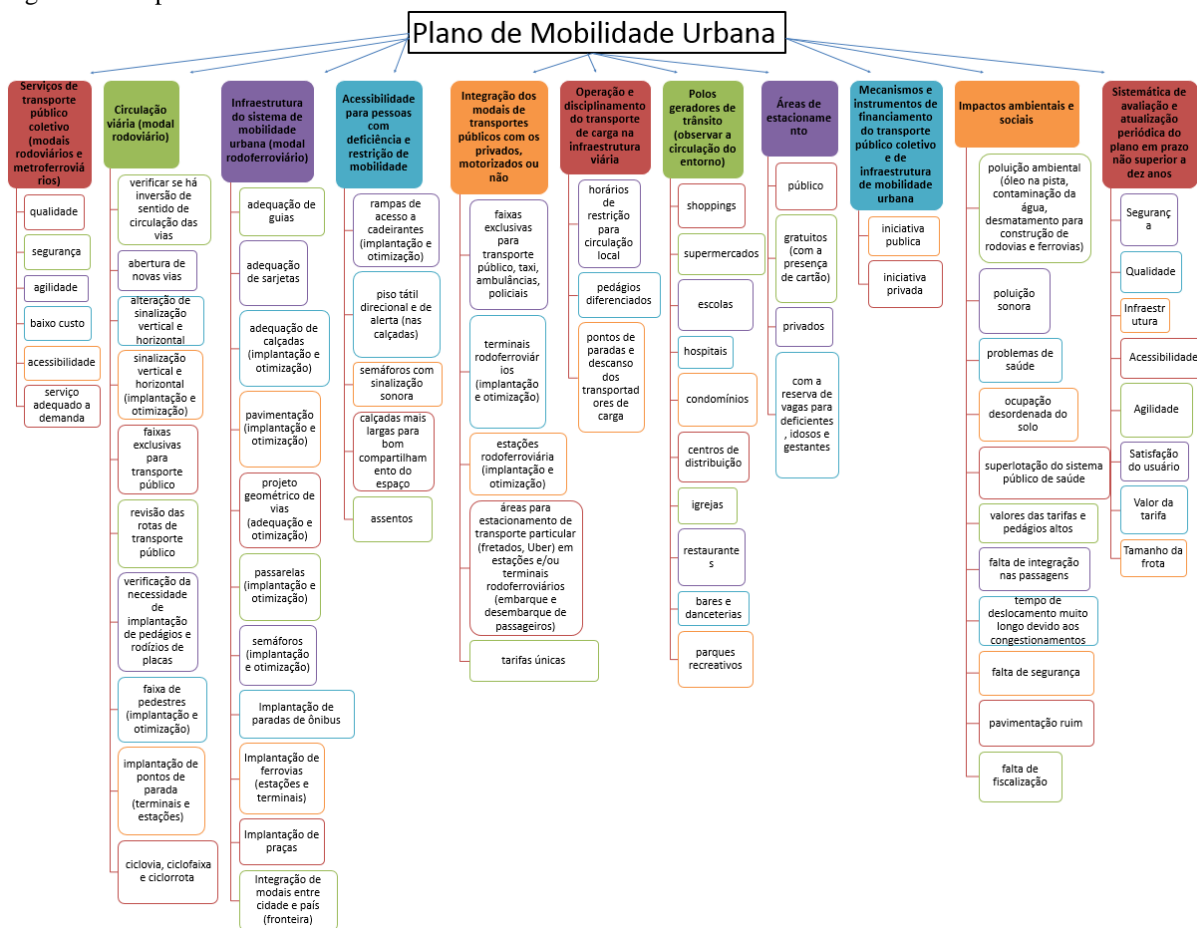 Plano de Mobilidade Urbana
Serviços de
transporte
público coletivo
(modais
rodoviários e
metroferroviá
rios)
qualidade
segurança
agilidade
baixo custo
acessibilidade
serviço
adequado a
demanda
Circulação
viária (modal
rodoviário)
verificar se há
inversão de
sentido de
circulação das
vias
abertura de
novas vias
alteração de
sinalização
vertical e
horizontal
sinalização
vertical e
horizontal
(implantação e
otimização)
faixas
exclusivas
para
transporte
público
revisão das
rotas de
transporte
público
verificação da
necessidade de
implantação de
pedágios e
rodízios de
placas
faixa de
pedestres
(implantação e
otimização)
implantação de
pontos de
parada
(terminais e
estações)
ciclovia, ciclofaixa
e ciclorrota
Infraestrutura
do sistema de
mobilidade
urbana (modal
rodoferroviário)
adequação de
guias
adequação
de sarjetas
adequação de
calçadas
(implantação e
otimização)
pavimentação
(implantação e
otimização)
projeto
geométrico de
vias
(adequação e
otimização)
passarelas
(implantação e
otimização)
semáforos
(implantação
e otimização)
Implantação de
paradas de ônibus
Implantação de
ferrovias
(estações e
terminais)
Implantação de
praças
Integração de
modais entre
cidade e país
(fronteira)
Acessibilidade
para pessoas
com
deficiência e
restrição de
mobilidade
rampas de
acesso a
cadeirantes
(implantação e
otimização)
piso tátil
direcional e de
alerta (nas
calçadas)
semáforos com
sinalização
sonora
calçadas mais
largas para
bom
compartilha
mento do
espaço
assentos
Integração dos
modais de
transportes
públicos com os
privados,
motorizados ou
não
faixas
exclusivas
para
transporte
público, taxi,
ambulâncias,
policiais
terminais
rodoferroviár
ios
(implantação
e otimização)
estações
rodoferroviária
(implantação e
otimização)
áreas para
estacionamento de
transporte particular
(fretados, Uber) em
estações e/ou
terminais
rodoferroviários
(embarque e
desembarque de
passageiros)
tarifas únicas
Operação e
disciplinamento
do transporte
de carga na
infraestrutura
viária
horários
de
restrição
para
circulação
local
pedágios
diferenciados
pontos de
paradas e
descanso
dos
transportad
ores de
carga
Polos
geradores de
trânsito
(observar a
circulação do
entorno)
shoppings
supermercados
escolas
hospitais
condomínios
centros de
distribuição
igrejas
restaurante
s
bares e
danceterias
parques
recreativos
Áreas de
estacioname
nto
público
gratuitos
(com a
presença
de cartão)
privados
com a
reserva de
vagas para
deficientes
, idosos e
gestantes
Mecanismos e
instrumentos de
financiamento
do transporte
público coletivo
e de
infraestrutura
de mobilidade
urbana
iniciativa
publica
iniciativa
privada
Impactos ambientais e
sociais
poluição ambiental
(óleo na pista,
contaminação da
água,
desmatamento para
construção de
rodovias e ferrovias)
poluição
sonora
problemas de
saúde
ocupação
desordenada do
solo
superlotação do sistema
público de saúde
valores das tarifas e
pedágios altos
falta de integração
nas passagens
tempo de
deslocamento muito
longo devido aos
congestionamentos
falta de segurança
pavimentação ruim
falta de
fiscalização
Sistemática de
avaliação e
atualização
periódica do
plano em prazo
não superior a
dez anos
Seguranç
a
Qualidade
Infraestr
utura
Acessibilidade
Agilidade
Satisfação
do usuário
Valor da
tarifa
Tamanho da
frota